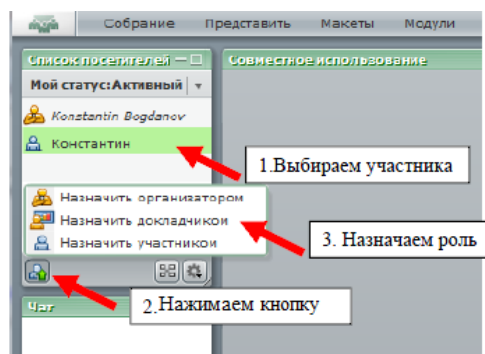 Собрание Представить Макеты Модули
Список посетителей
Совместное использование
Мой статус:Активный
Konstantin Bogdanov
Константин
1.Выбираем участника
Назначить организатором
Назначить докладчиком
Назначить участником
3. Назначаем роль
2.Нажимаем кнопку
Чат